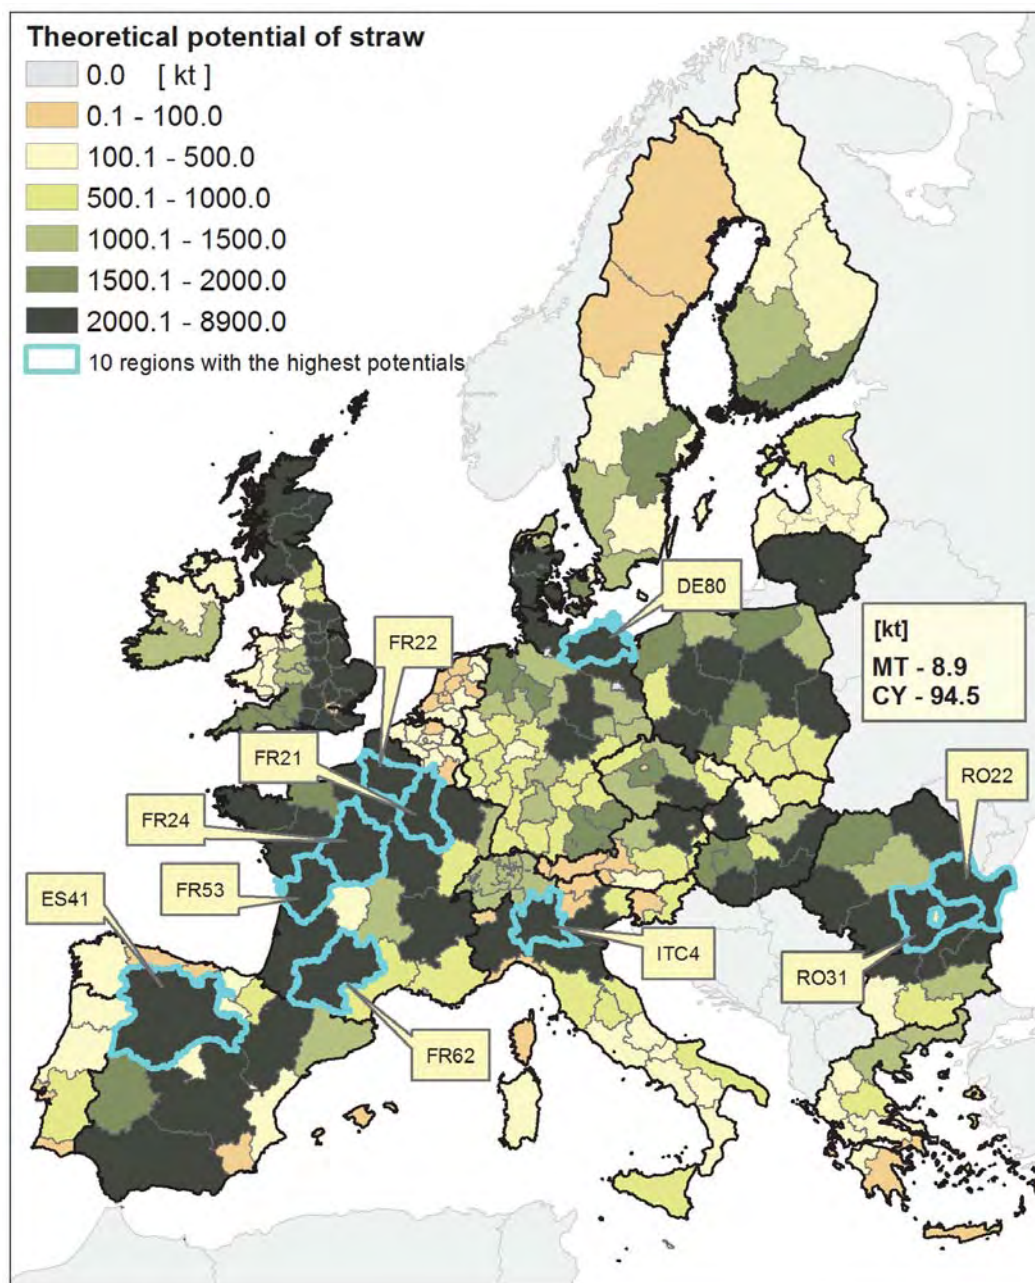 Theoretical potential of straw
0.0 [ kt ]
0.1 - 100.0
100.1 - 500.0
500.1 - 1000.0
1000.1 - 1500.0
1500.1 - 2000.0
2000.1 - 8900.0
10 regions with the highest potentials
DE80
FR22
[kt]
MT - 8.9
CY - 94.5
FR21
RO22
FR24
FR53
ES41
ITC4
RO31
FR62